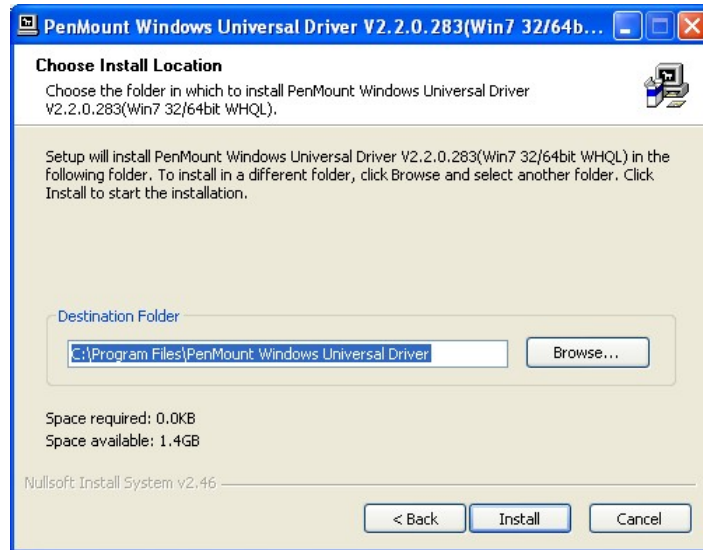 PenMount Windows Universal Driver V2.2.0.283(Win7 32/64b...
Choose Install Location
Choose the folder in which to install PenMount Windows Universal Driver
V2.2.0.283(Win7 32/64bit WHQL).
Setup will install PenMount Windows Universal Driver V2.2.0.283(Win7 32/64bit WHQL) in the
following folder. To install in a different folder, click Browse and select another folder. Click
Install to start the installation.
Destination Folder
C:\Program Files\PenMount Windows Universal Driver
Browse...
Space required: 0.0KB
Space available: 1.4GB
Nullsoft Install System v2.46
< Back
Install
Cancel